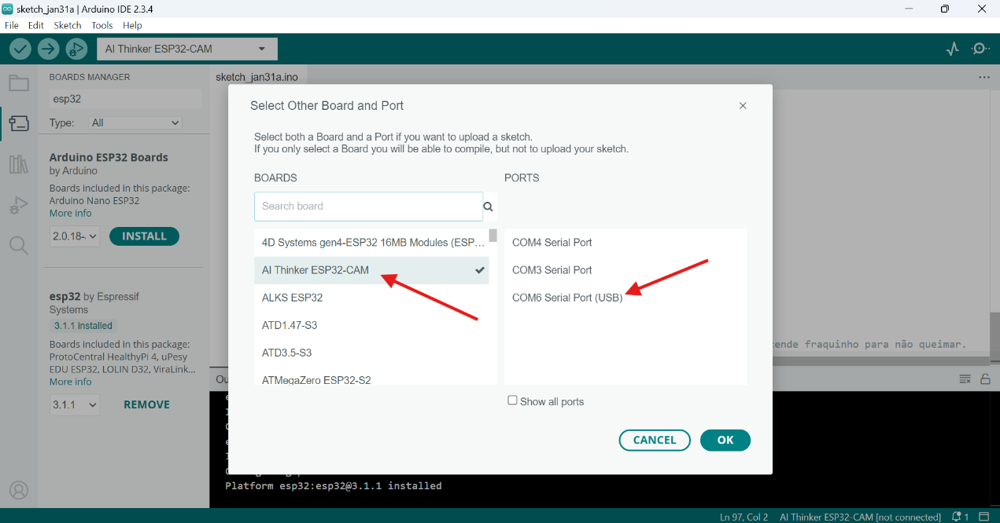 sketch_jan31a | Arduino IDE 2.3.4
File Edit Sketch Tools Help
AI Thinker ESP32-CAM
BOARDS MANAGER
esp32
Type: All
Arduino ESP32 Boards
by Arduino
Boards included in this package:
Arduino Nano ESP32
More info
2.0.18-
INSTALL
esp32 by Espressif
Systems
3.1.1 installed
Boards included in this package:
ProtoCentral HealthyPi 4, uPesy
EDU ESP32, LOLIN D32, ViraLink...
More info
3.1.1
REMOVE
sketch_jan31a.ino
Select Other Board and Port
Select both a Board and a Port if you want to upload a sketch.
If you only select a Board you will be able to compile, but not to upload your sketch.
BOARDS
Search board
4D Systems gen4-ESP32 16MB Modules (ESP...
AI Thinker ESP32-CAM
ALKS ESP32
ATD1.47-S3
ATD3.5-S3
ATMegaZero ESP32-S2
PORTS
COM4 Serial Port
COM3 Serial Port
COM6 Serial Port (USB)
Show all ports
CANCEL
OK
fraquinho para não queimar.
Platform esp32:esp32@3.1.1 installed
Ln 97, Col 2 AI Thinker ESP32-CAM [not connected] 1